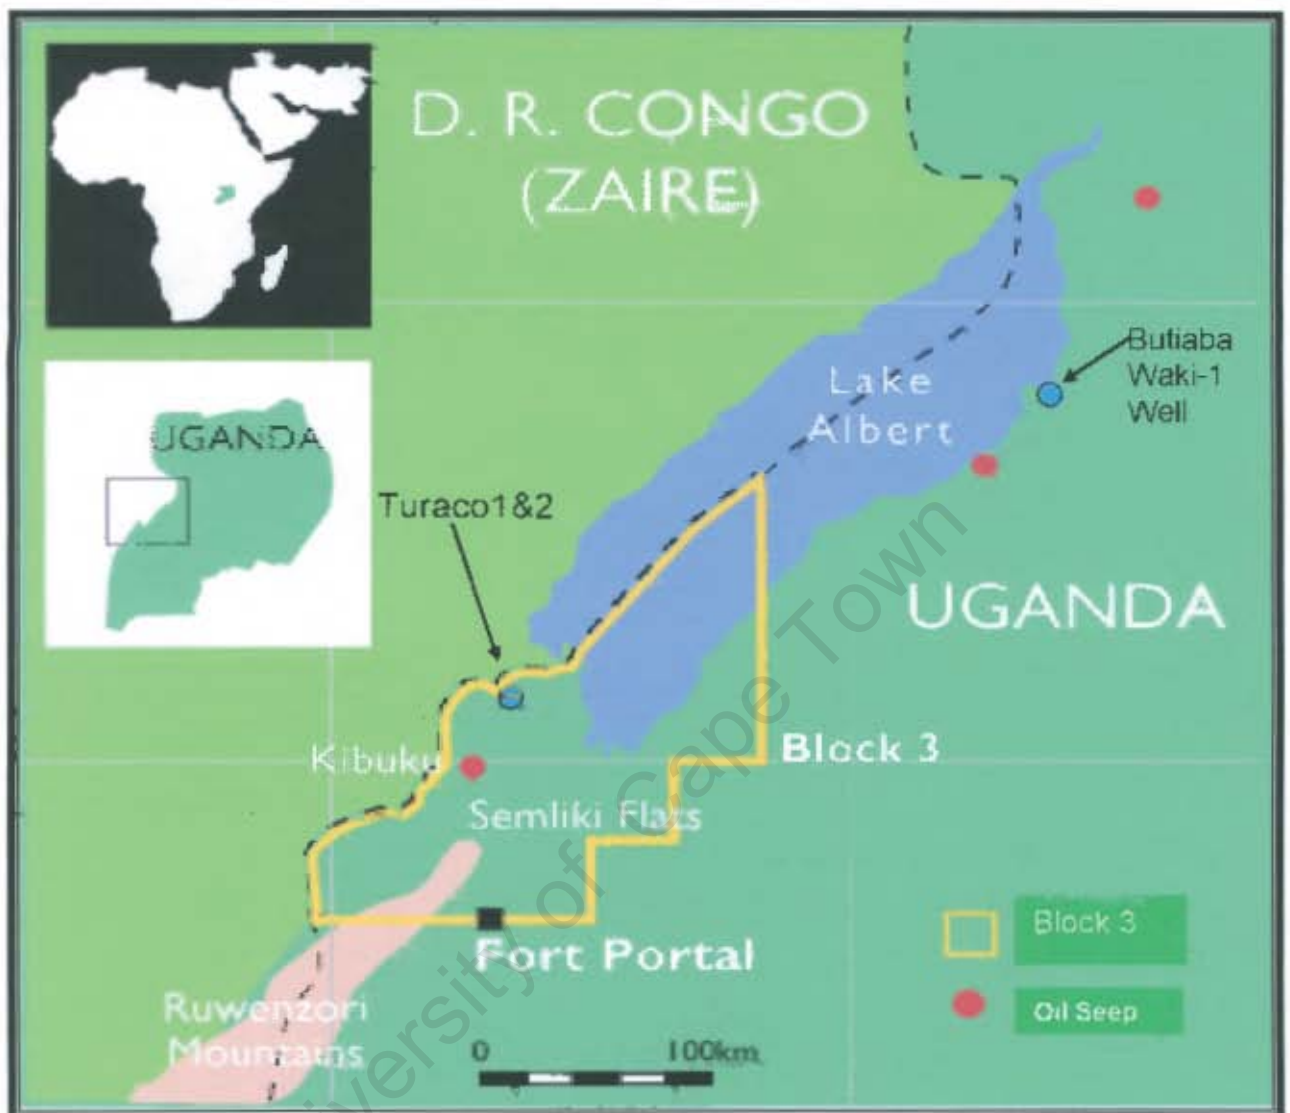 D. R. CONGO
(ZAIRE)
UGANDA
Butiaba
Waki-1
Well
Lake
Albert
Turaco1&2
UGANDA
Kibuku
Block 3
Semliki Flats
Fort Portal
Ruwenzori
Mountains
0 100km
Block 3
Oil Seep
University of Cape Town